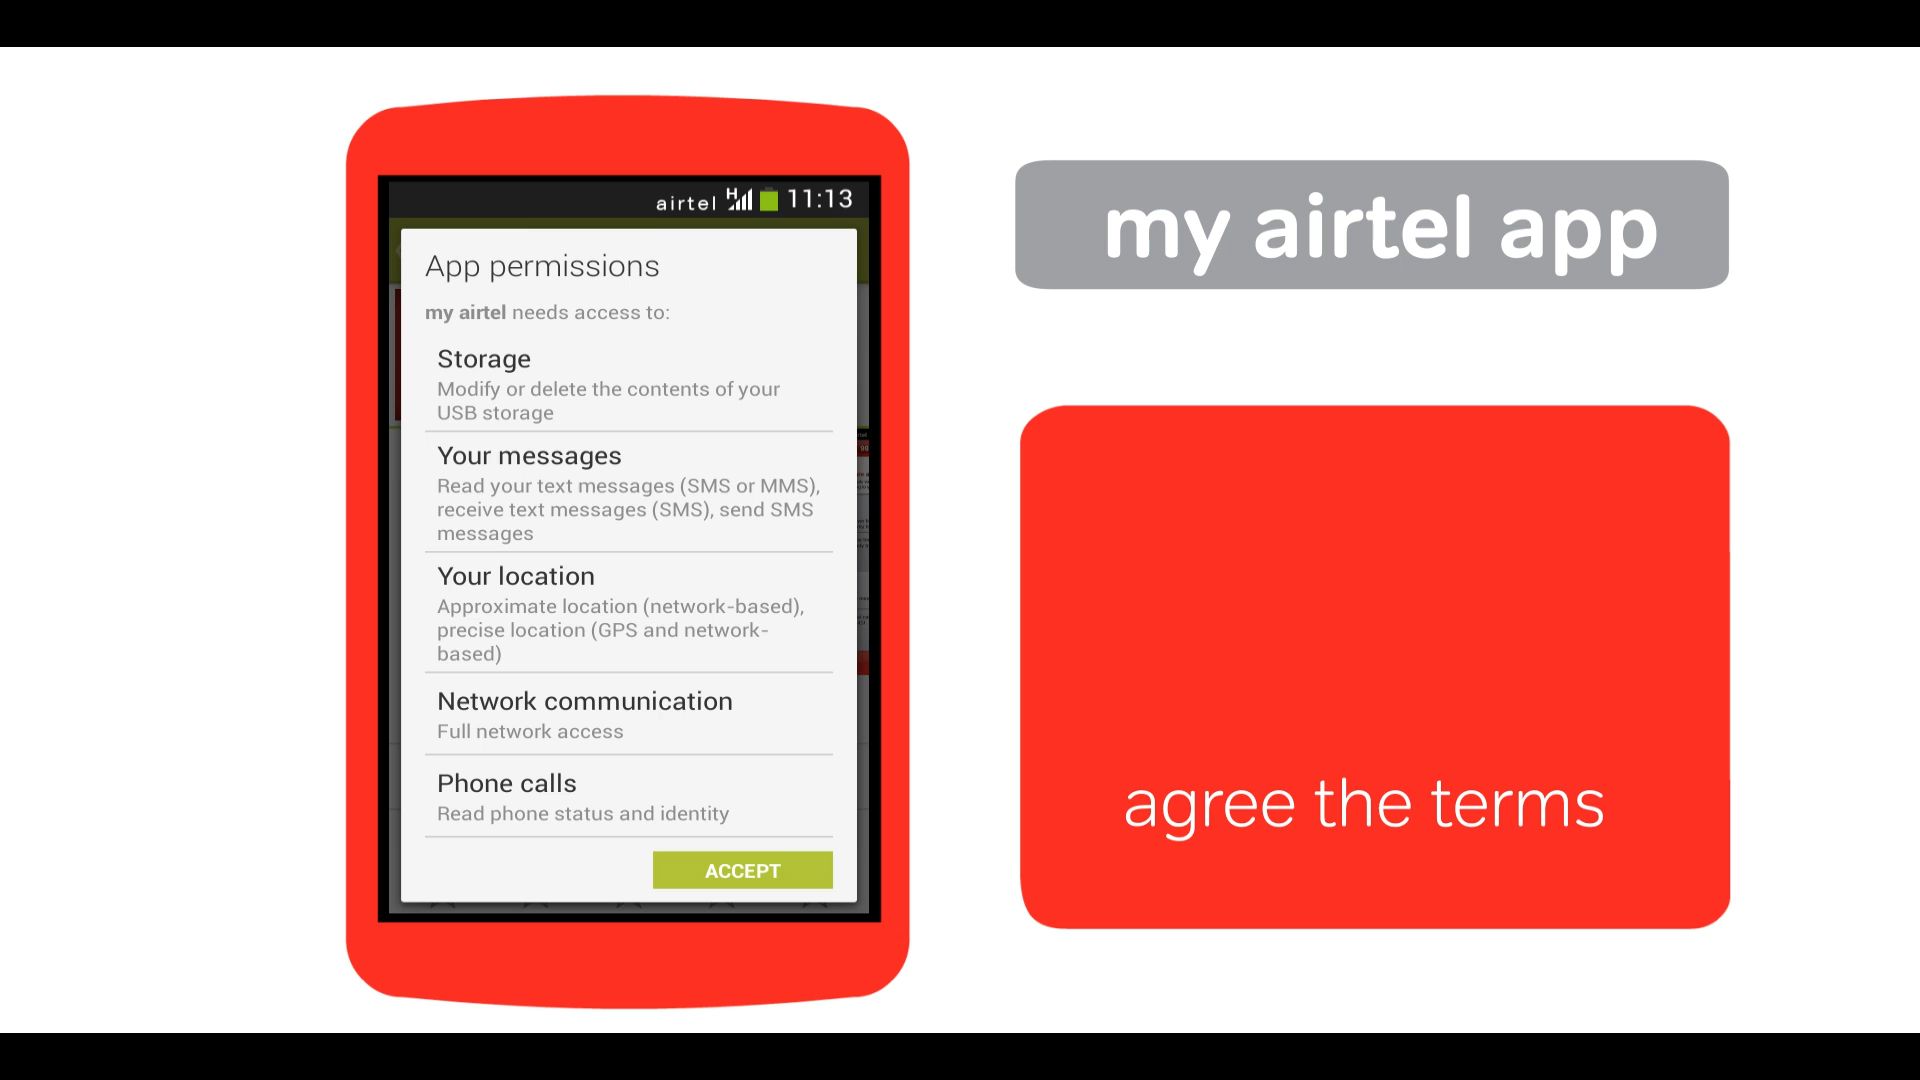 airtel H 11:13
App permissions
my airtel needs access to:
Storage
Modify or delete the contents of your
USB storage
Your messages
Read your text messages (SMS or MMS),
receive text messages (SMS), send SMS
messages
Your location
Approximate location (network-based),
precise location (GPS and network-
based)
Network communication
Full network access
Phone calls
Read phone status and identity
ACCEPT
my airtel app
agree the terms